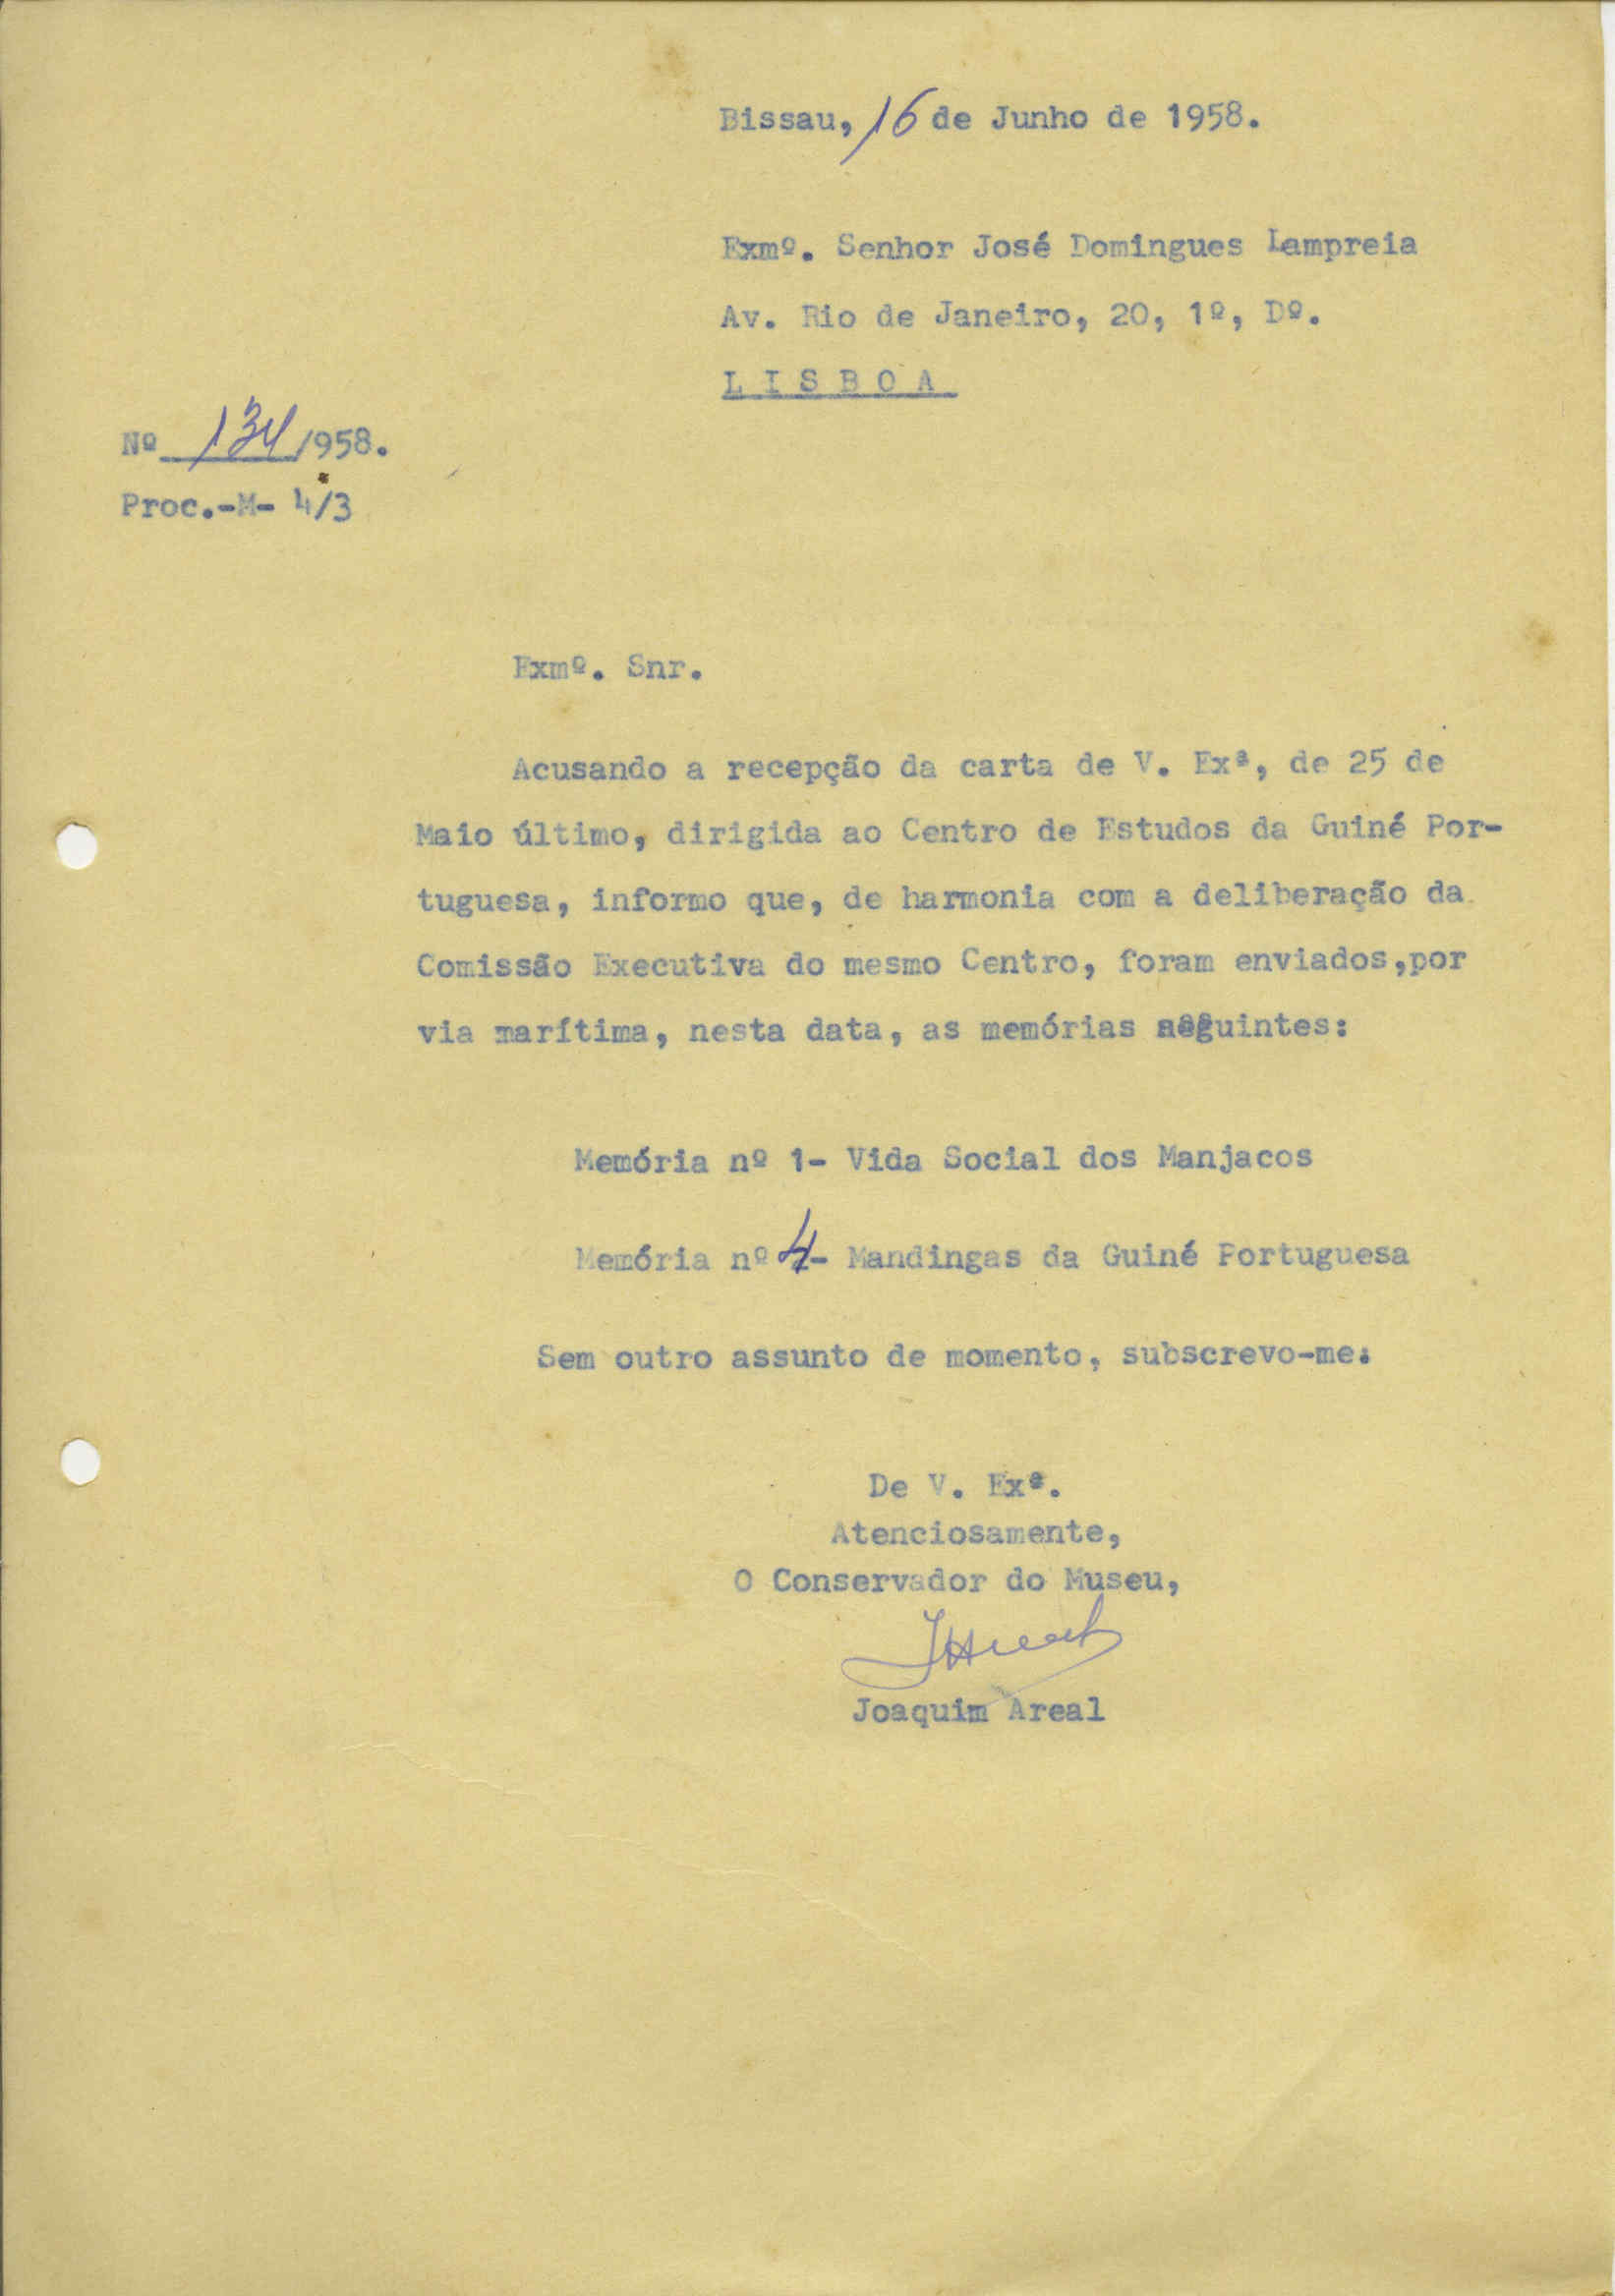 Bissau, 16 de Junho de 1958.
Exmº. Senhor José Domingues Lampreia
Av. Rio de Janeiro, 20, 1º, Dº.
L I S B O A
Nº 134/958.
Proc.-M- 4/3
Exmº. Snr.
Acusando a recepção da carta de V. Exª, de 25 de
Maio último, dirigida ao Centro de Estudos da Guiné Por-
tuguesa, informo que, de harmonia com a deliberação da
Comissão Executiva do mesmo Centro, foram enviados,por
via marítima, nesta data, as memórias seguintes:
Memória nº 1- Vida Social dos Manjacos
Memória nº 4- Mandingas da Guiné Portuguesa
Sem outro assunto de momento, subscrevo-me:
De V. Exª.
Atenciosamente,
O Conservador do Museu,
JAreal
Joaquim Areal